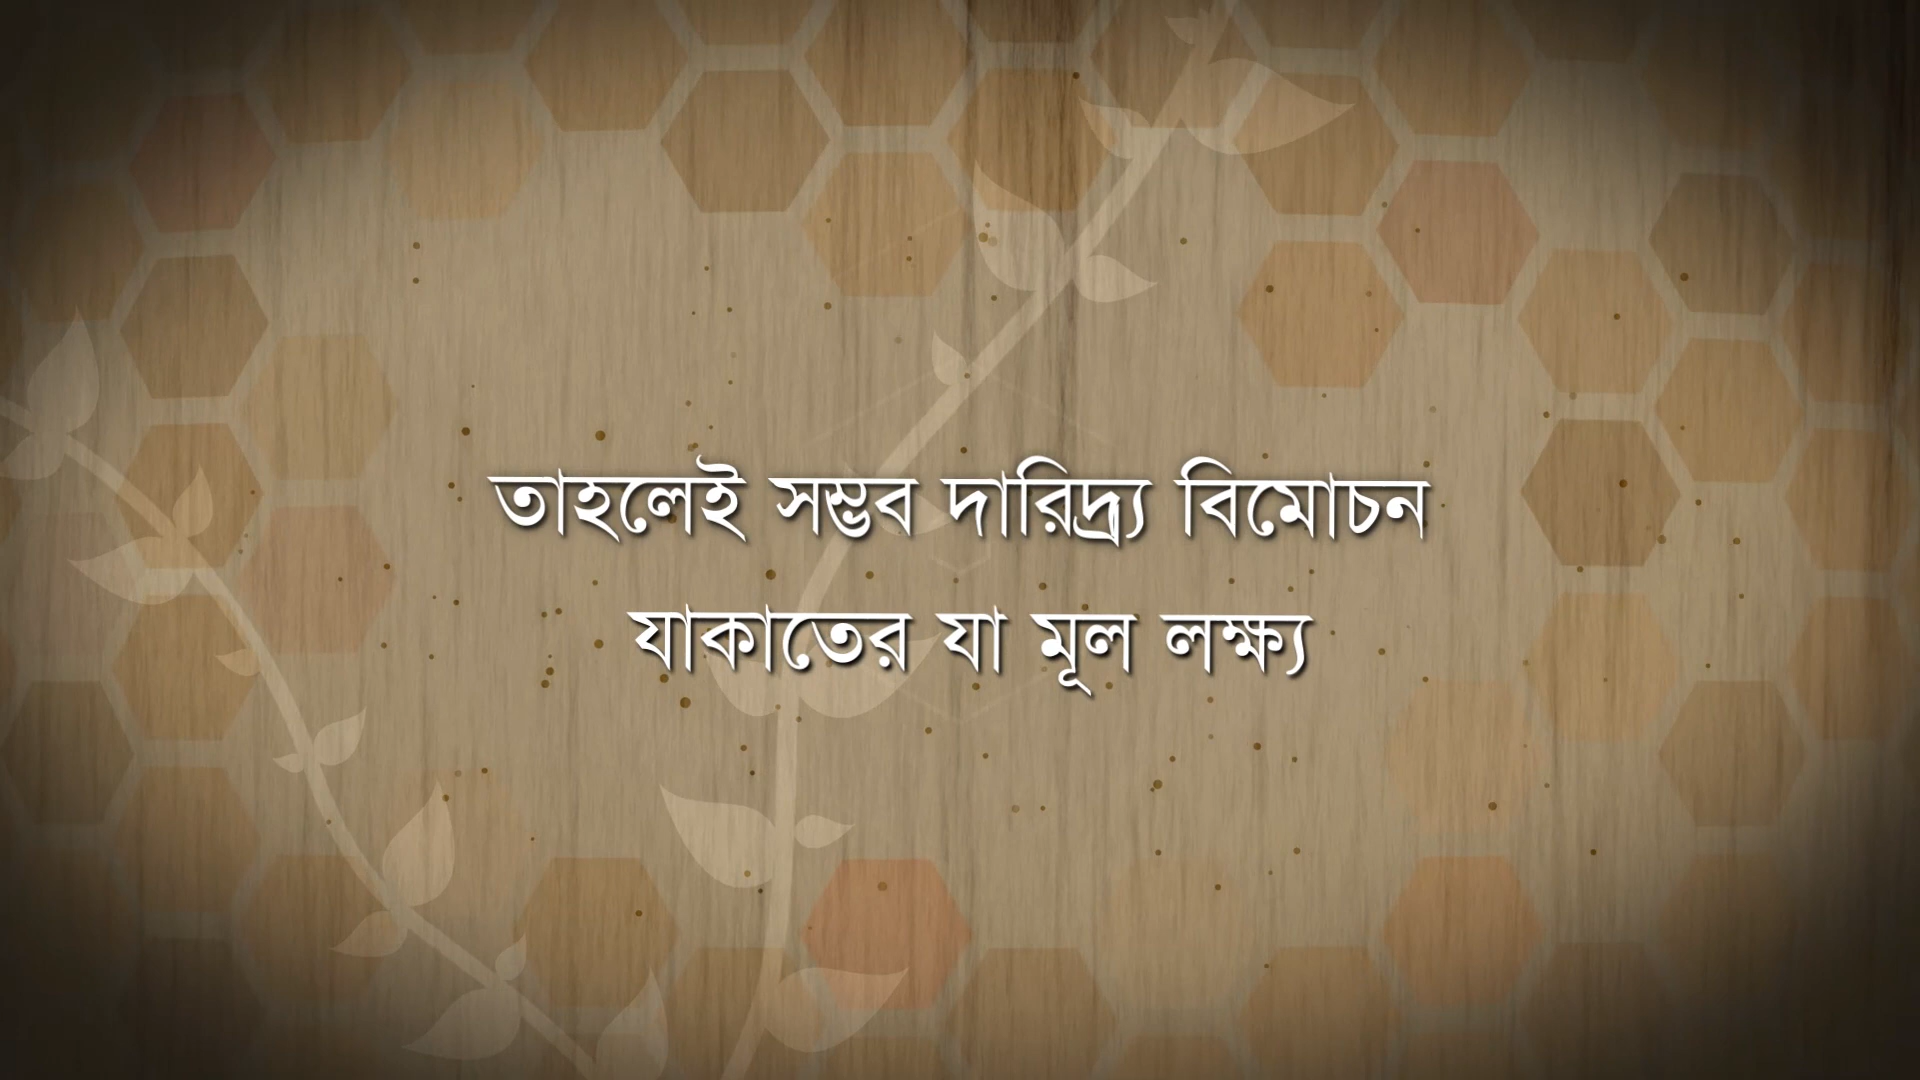 তাহলেই সম্ভব দারিদ্র্য বিমোচন
যাকাতের যা মূল লক্ষ্য